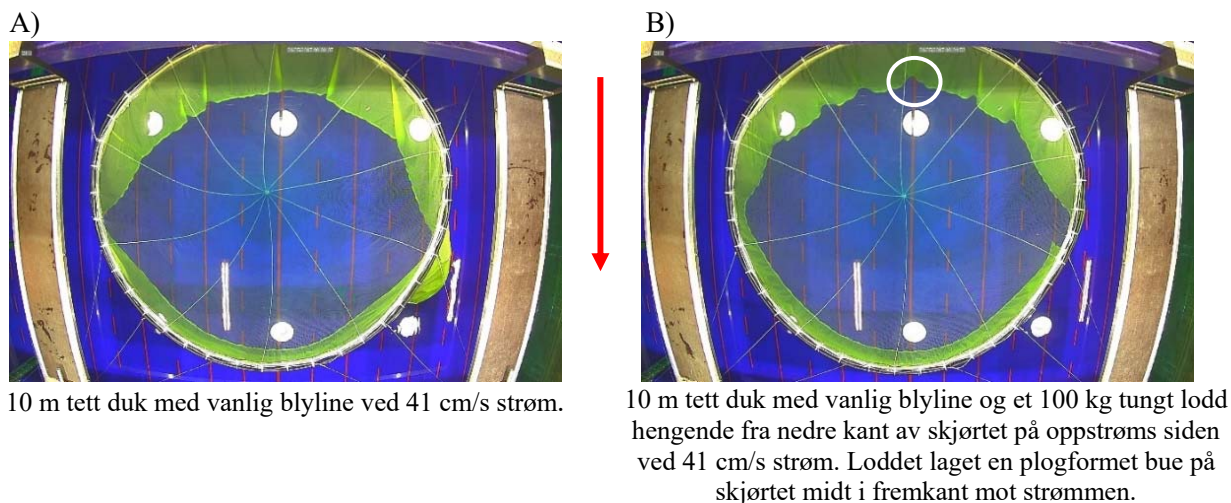 A)
B)
10 m tett duk med vanlig blyline ved 41 cm/s strøm.
10 m tett duk med vanlig blyline og et 100 kg tungt lodd
hengende fra nedre kant av skjørtet på oppstrøms siden
ved 41 cm/s strøm. Loddet laget en plogformet bue på
skjørtet midt i fremkant mot strømmen.